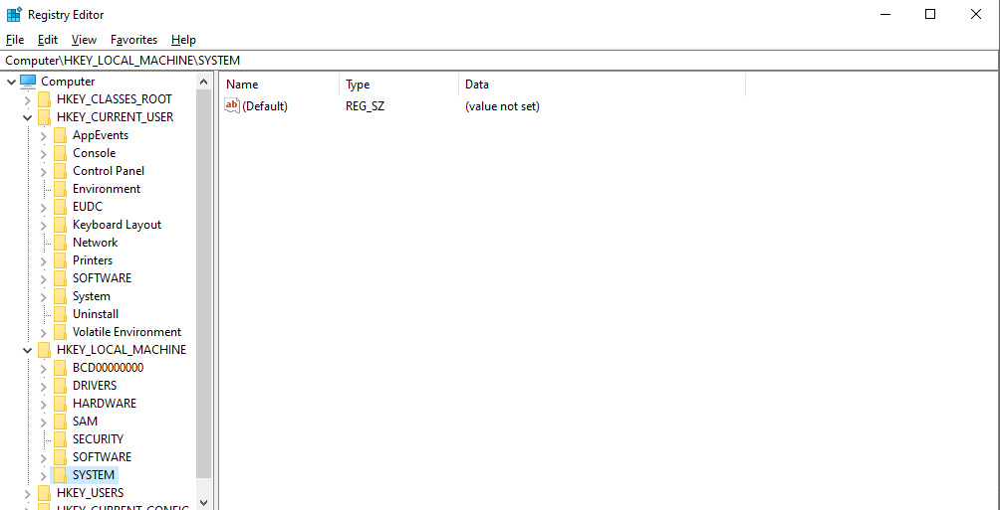 Registry Editor
File Edit View Favorites Help
Computer\HKEY_LOCAL_MACHINE\SYSTEM
Computer
HKEY_CLASSES_ROOT
HKEY_CURRENT_USER
AppEvents
Console
Control Panel
Environment
EUDC
Keyboard Layout
Network
Printers
SOFTWARE
System
Uninstall
Volatile Environment
HKEY_LOCAL_MACHINE
BCD00000000
DRIVERS
HARDWARE
SAM
SECURITY
SOFTWARE
SYSTEM
HKEY_USERS
HKEY_CURRENT_CONFIG
Name Type Data
ab (Default) REG_SZ (value not set)